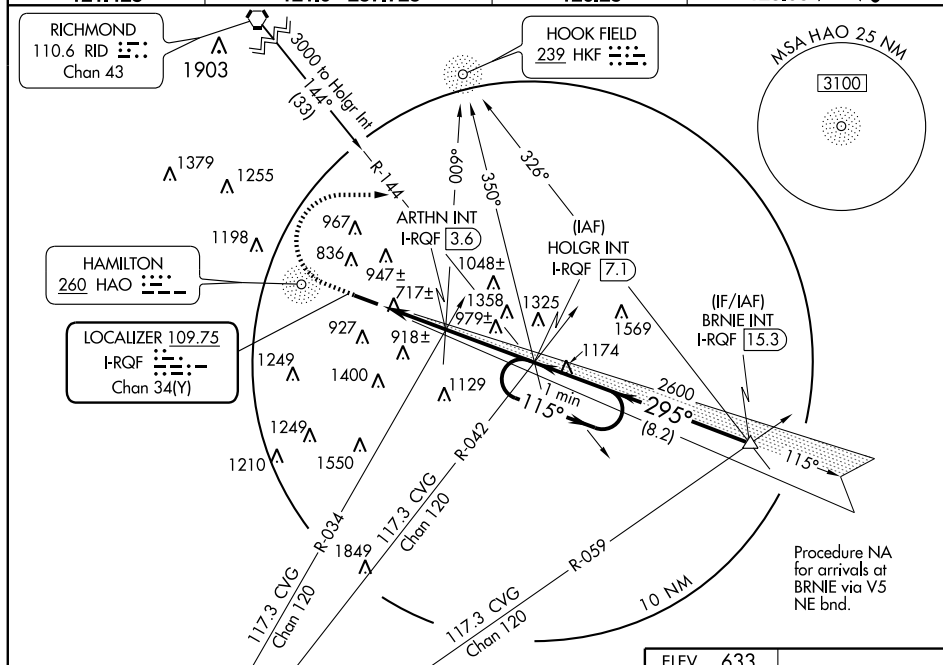 RICHMOND
110.6 RID
Chan 43
1903
3000 to Holgr Int
144°
(33)
R-144
HOOK FIELD
239 HKF
MSA HAO 25 NM
3100
1379
1255
1198
009°
350°
326°
ARTHN INT
I-RQF 3.6
967
836
947±
717±
(IAF)
HOLGR INT
I-RQF 7.1
1048±
1358
979±
1325
1569
(IF/IAF)
BRNIE INT
I-RQF 15.3
HAMILTON
260 HAO
LOCALIZER 109.75
I-RQF
Chan 34(Y)
927
918±
1249
1400
1129
1174
2600
1 min
115°
295°
(8.2)
115°
1249
1210
1550
1849
R-034
117.3 CVG
Chan 120
R-042
117.3 CVG
Chan 120
R-059
117.3 CVG
Chan 120
10 NM
Procedure NA
for arrivals at
BRNIE via V5
NE bnd.
ELEV 633